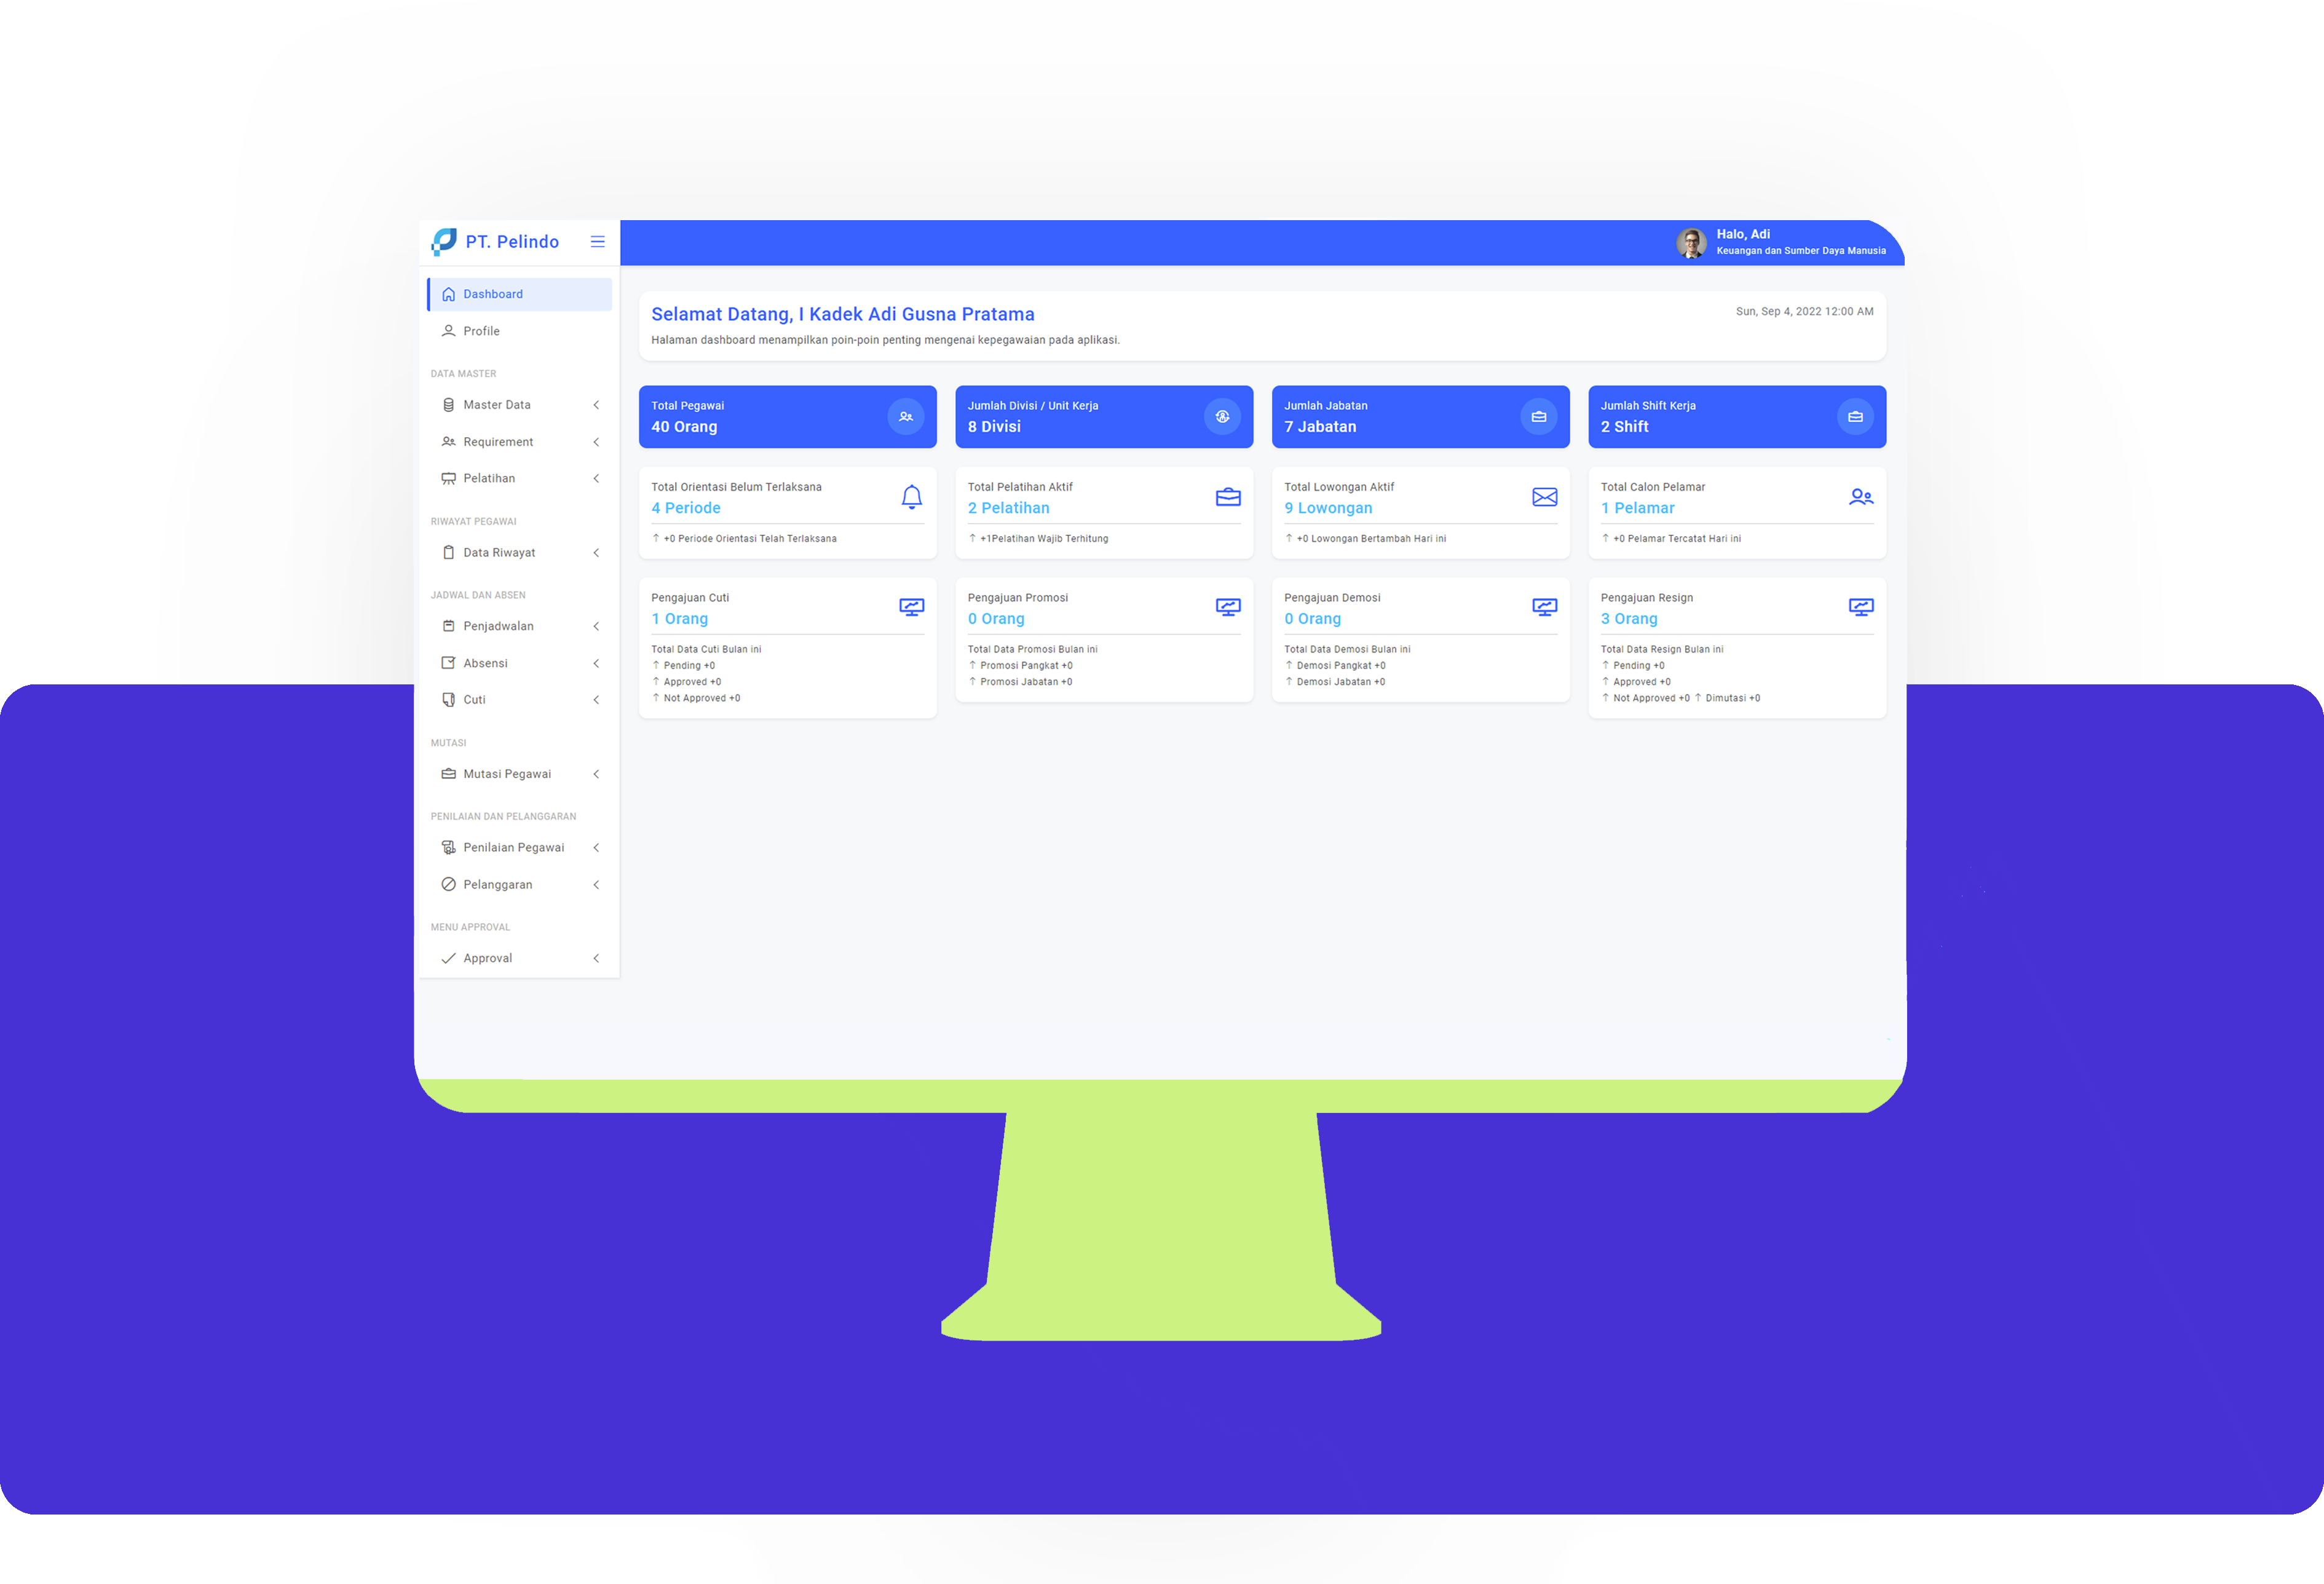 PT. Pelindo
Halo, Adi
Keuangan dan Sumber Daya Manusia
Dashboard
Profile
DATA MASTER
Master Data
Requirement
Pelatihan
RIWAYAT PEGAWAI
Data Riwayat
JADWAL DAN ABSEN
Penjadwalan
Absensi
Cuti
MUTASI
Mutasi Pegawai
PENILAIAN DAN PELANGGARAN
Penilaian Pegawai
Pelanggaran
MENU APPROVAL
Approval
Selamat Datang, I Kadek Adi Gusna Pratama
Sun, Sep 4, 2022 12:00 AM
Halaman dashboard menampilkan poin-poin penting mengenai kepegawaian pada aplikasi.
Total Pegawai
40 Orang
Jumlah Divisi / Unit Kerja
8 Divisi
Jumlah Jabatan
7 Jabatan
Jumlah Shift Kerja
2 Shift
Total Orientasi Belum Terlaksana
4 Periode
↑ +0 Periode Orientasi Telah Terlaksana
Total Pelatihan Aktif
2 Pelatihan
↑ +1Pelatihan Wajib Terhitung
Total Lowongan Aktif
9 Lowongan
↑ +0 Lowongan Bertambah Hari ini
Total Calon Pelamar
1 Pelamar
↑ +0 Pelamar Tercatat Hari ini
Pengajuan Cuti
1 Orang
Total Data Cuti Bulan ini
↑ Pending +0
↑ Approved +0
↑ Not Approved +0
Pengajuan Promosi
0 Orang
Total Data Promosi Bulan ini
↑ Promosi Pangkat +0
↑ Promosi Jabatan +0
Pengajuan Demosi
0 Orang
Total Data Demosi Bulan ini
↑ Demosi Pangkat +0
↑ Demosi Jabatan +0
Pengajuan Resign
3 Orang
Total Data Resign Bulan ini
↑ Pending +0
↑ Approved +0
↑ Not Approved +0 ↑ Dimutasi +0